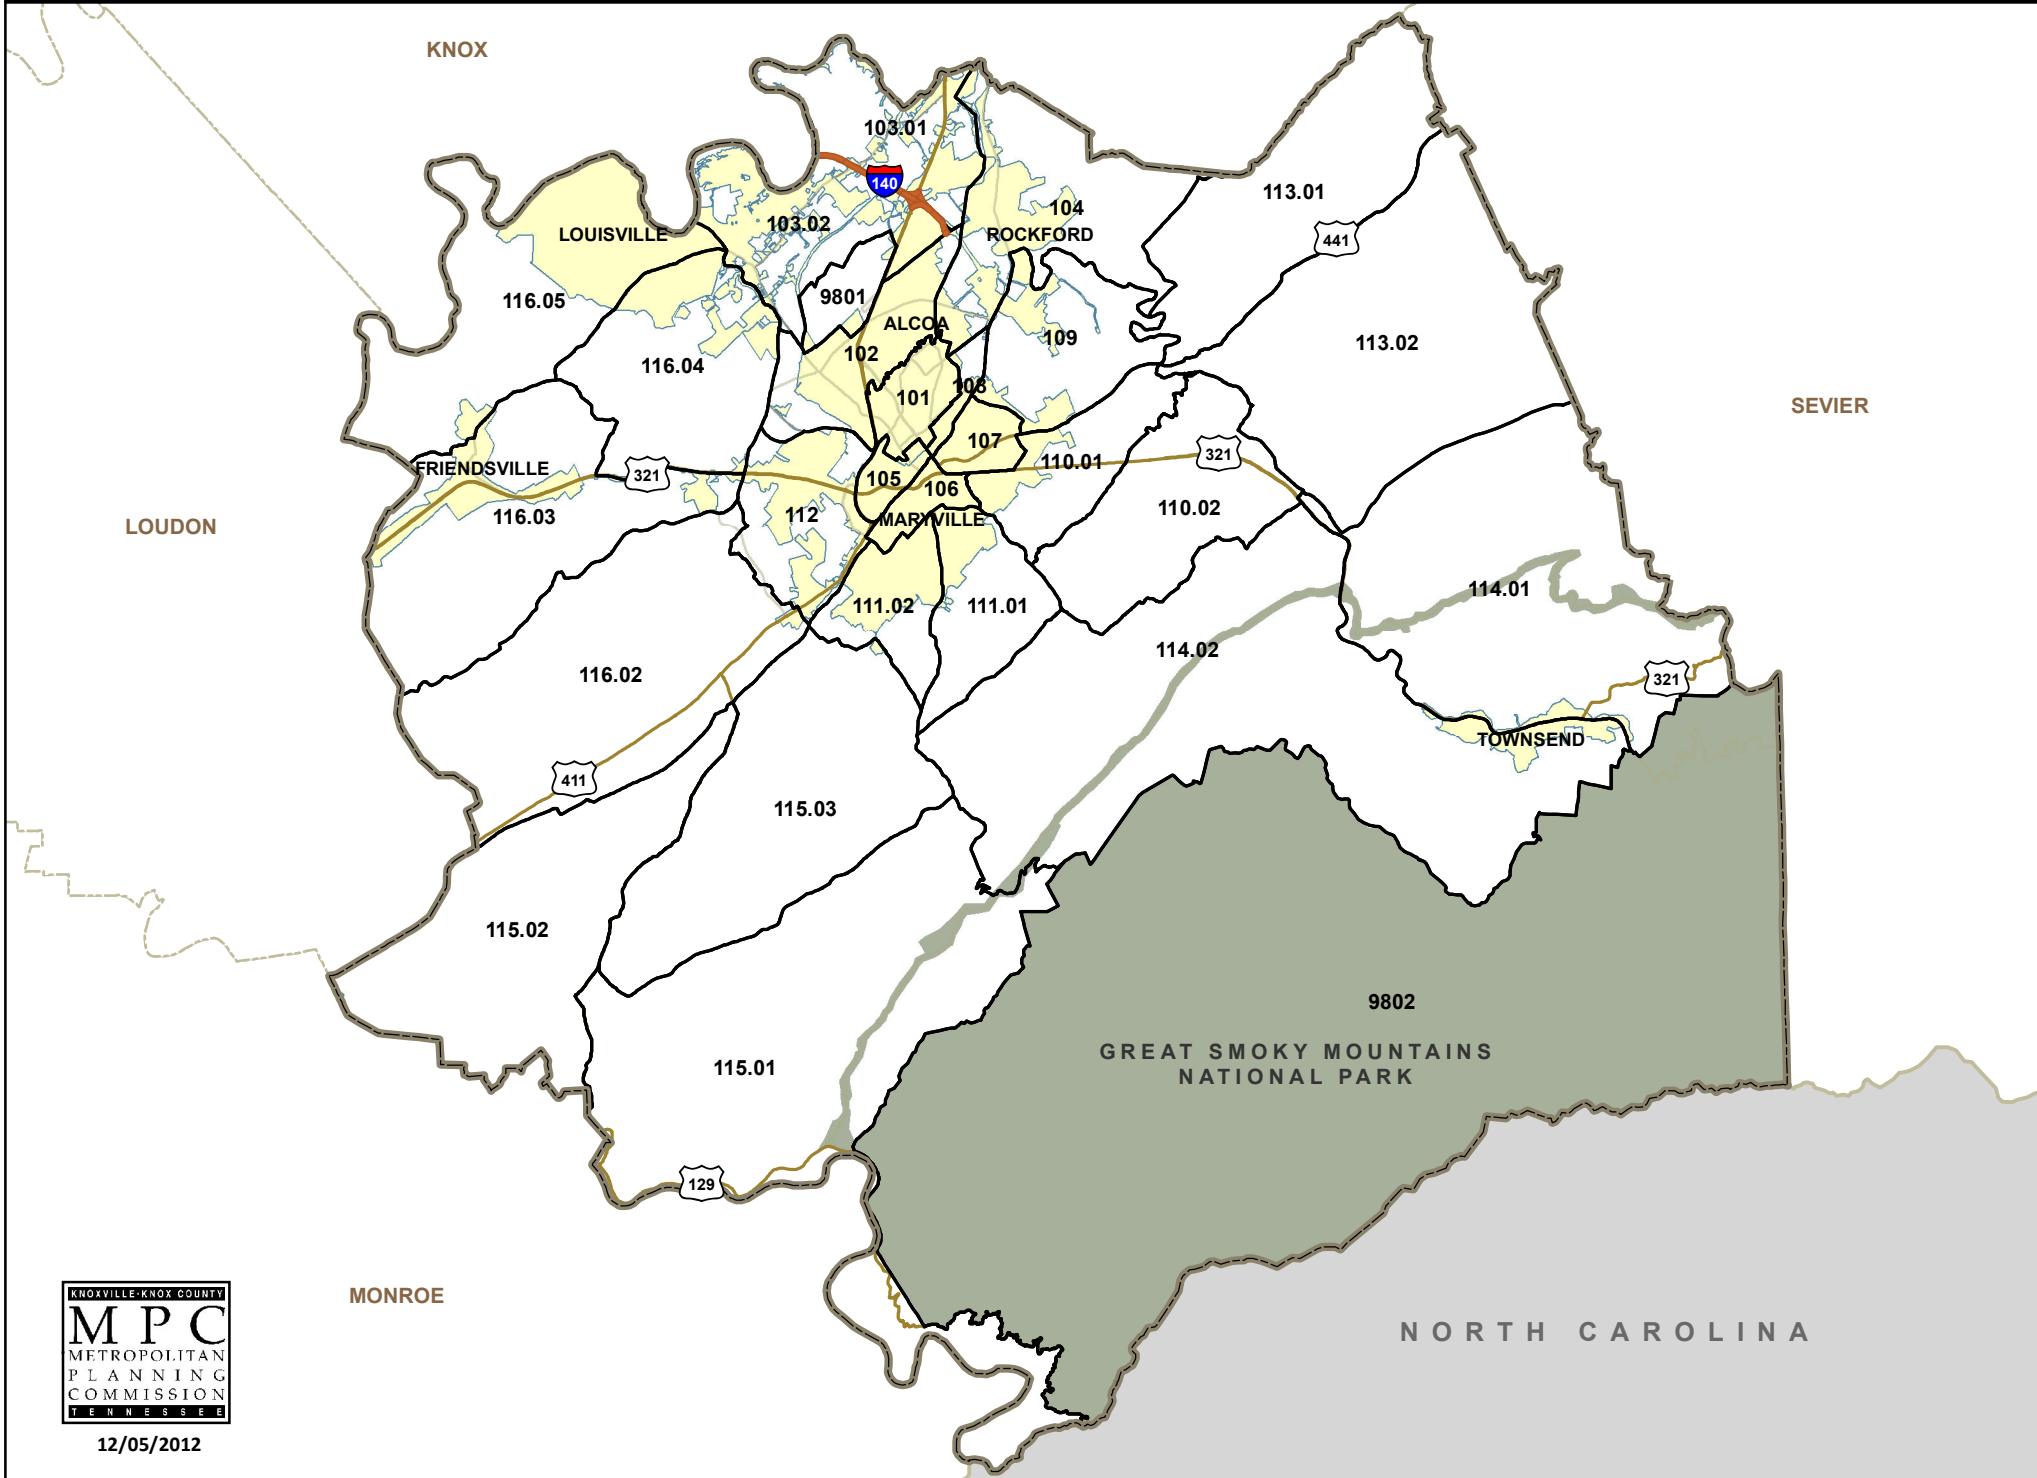 KNOX
103.01
140
113.01
104
103.02
LOUISVILLE
ROCKFORD
441
116.05
9801
ALCOA
109
113.02
102
116.04
108
101
SEVIER
107
FRIENDSVILLE
321
110.01
321
105
106
116.03
110.02
112
MARYVILLE
LOUDON
114.01
111.02
111.01
114.02
116.02
321
TOWNSEND
411
115.03
115.02
9802
GREAT SMOKY MOUNTAINS
NATIONAL PARK
115.01
129
MONROE
NORTH CAROLINA
KNOXVILLE·KNOX COUNTY
MPC
METROPOLITAN
PLANNING
COMMISSION
TENNESSEE
12/05/2012